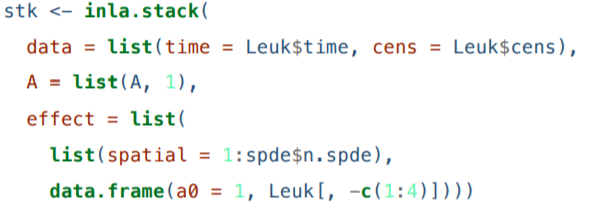 stk <- inla.stack(
  data = list(time = Leuk$time, cens = Leuk$cens),
  A = list(A, 1),
  effect = list(
    list(spatial = 1:spde$n.spde),
    data.frame(a0 = 1, Leuk[, -c(1:4)])))